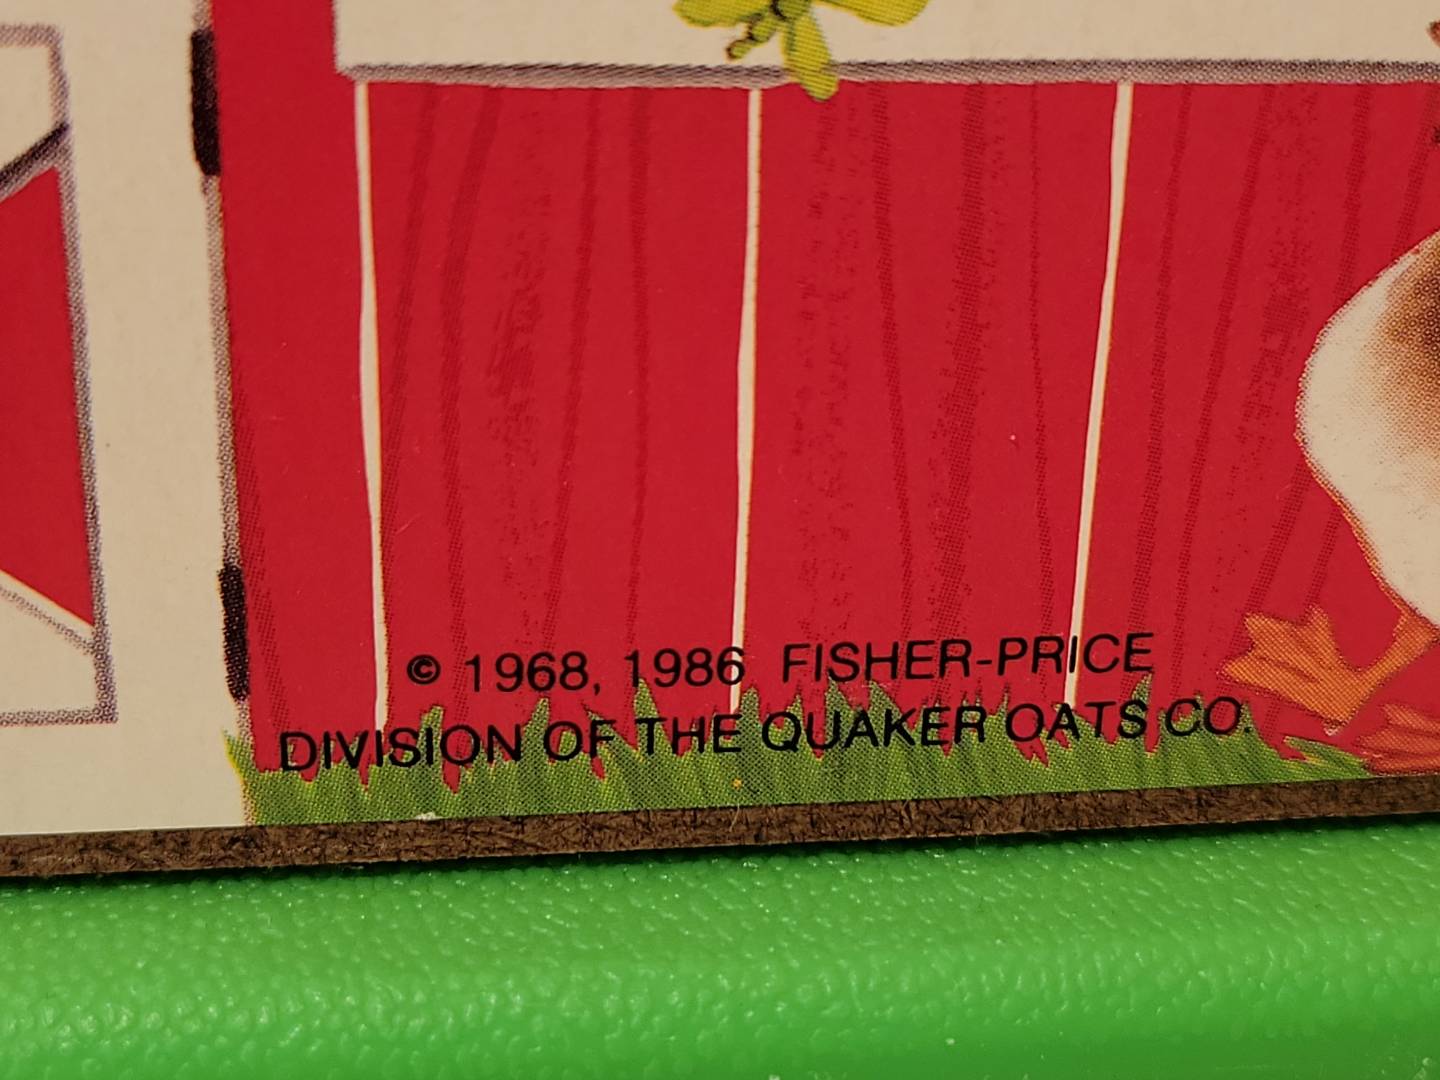 © 1968, 1986 FISHER-PRICE
DIVISION OF THE QUAKER OATS CO.